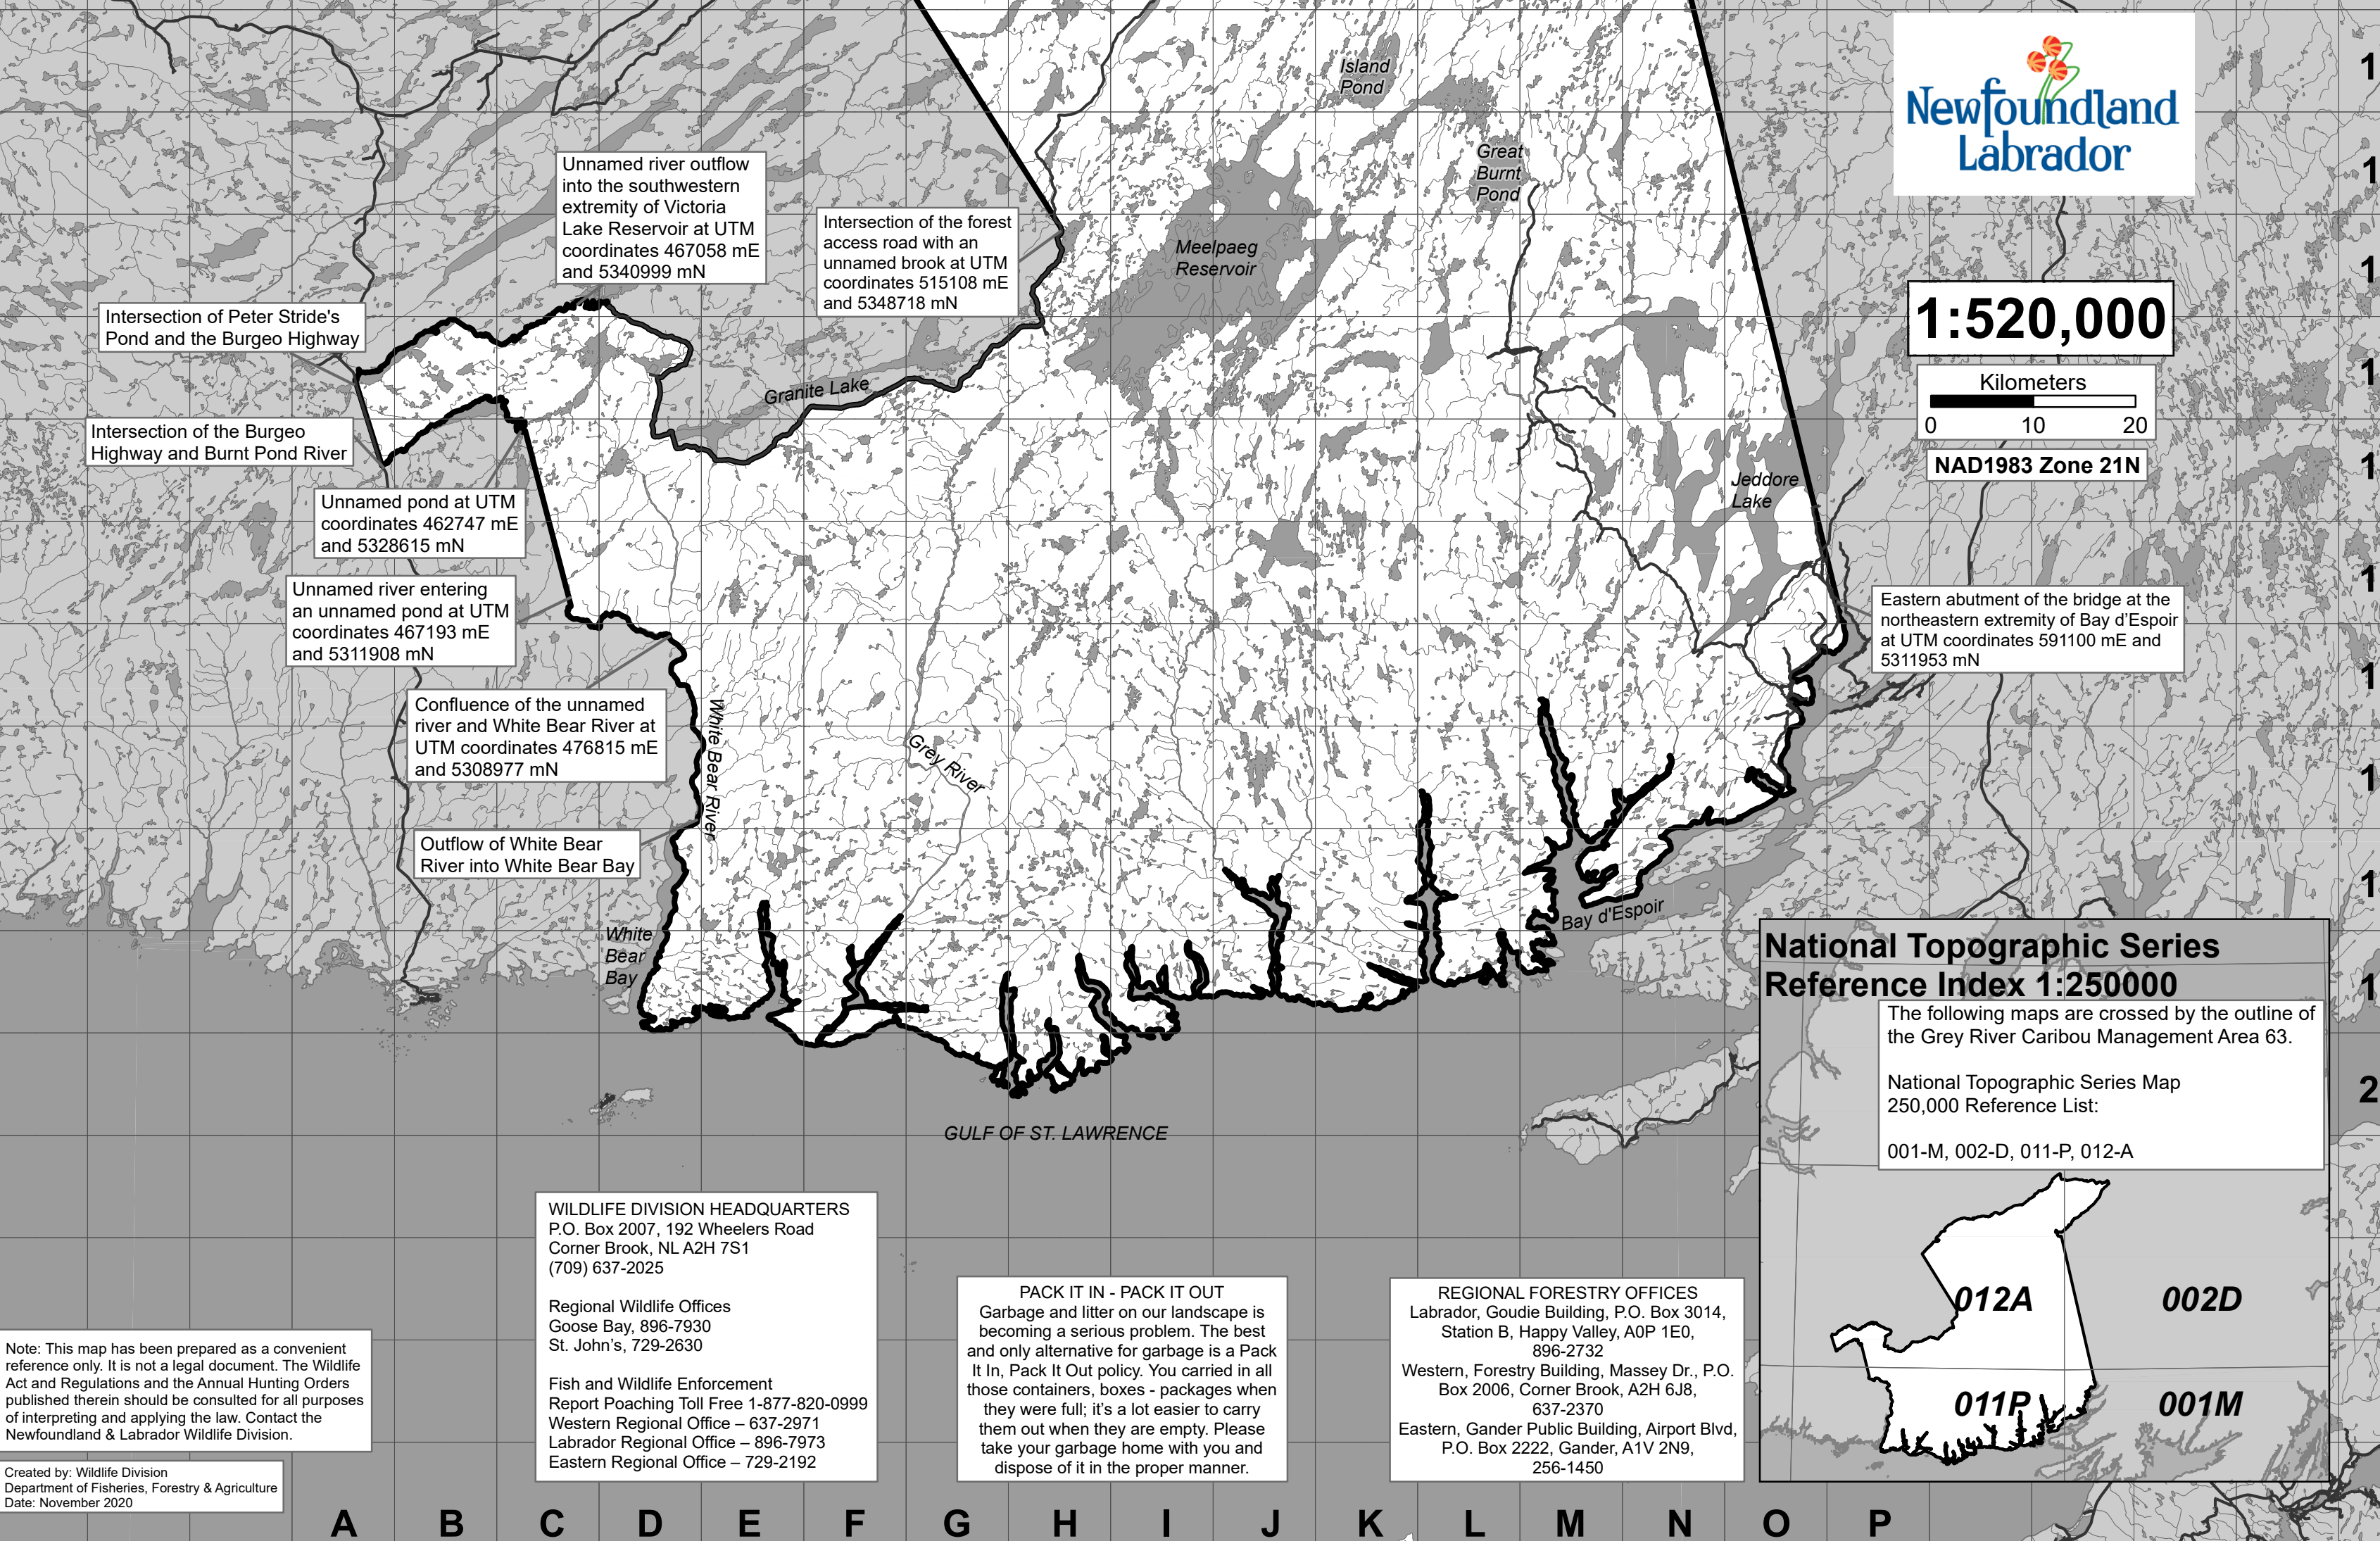 Island
Pond
Newfoundland
Labrador
Great
Burnt
Pond
Unnamed river outflow
into the southwestern
extremity of Victoria
Lake Reservoir at UTM
coordinates 467058 mE
and 5340999 mN
Intersection of the forest
access road with an
unnamed brook at UTM
coordinates 515108 mE
and 5348718 mN
Meelpaeg
Reservoir
Intersection of Peter Stride's
Pond and the Burgeo Highway
1:520,000
Kilometers
0 10 20
NAD1983 Zone 21N
Granite Lake
Intersection of the Burgeo
Highway and Burnt Pond River
Jeddore
Lake
Unnamed pond at UTM
coordinates 462747 mE
and 5328615 mN
Unnamed river entering
an unnamed pond at UTM
coordinates 467193 mE
and 5311908 mN
Eastern abutment of the bridge at the
northeastern extremity of Bay d'Espoir
at UTM coordinates 591100 mE and
5311953 mN
Confluence of the unnamed
river and White Bear River at
UTM coordinates 476815 mE
and 5308977 mN
White Bear River
Grey River
Outflow of White Bear
River into White Bear Bay
White
Bear
Bay
Bay d'Espoir
GULF OF ST. LAWRENCE
National Topographic Series
Reference Index 1:250000
The following maps are crossed by the outline of
the Grey River Caribou Management Area 63.
National Topographic Series Map
250,000 Reference List:
001-M, 002-D, 011-P, 012-A
012A
002D
011P
001M
WILDLIFE DIVISION HEADQUARTERS
P.O. Box 2007, 192 Wheelers Road
Corner Brook, NL A2H 7S1
(709) 637-2025
Regional Wildlife Offices
Goose Bay, 896-7930
St. John's, 729-2630
Fish and Wildlife Enforcement
Report Poaching Toll Free 1-877-820-0999
Western Regional Office – 637-2971
Labrador Regional Office – 896-7973
Eastern Regional Office – 729-2192
PACK IT IN - PACK IT OUT
Garbage and litter on our landscape is
becoming a serious problem. The best
and only alternative for garbage is a Pack
It In, Pack It Out policy. You carried in all
those containers, boxes - packages when
they were full; it's a lot easier to carry
them out when they are empty. Please
take your garbage home with you and
dispose of it in the proper manner.
REGIONAL FORESTRY OFFICES
Labrador, Goudie Building, P.O. Box 3014,
Station B, Happy Valley, A0P 1E0,
896-2732
Western, Forestry Building, Massey Dr., P.O.
Box 2006, Corner Brook, A2H 6J8,
637-2370
Eastern, Gander Public Building, Airport Blvd,
P.O. Box 2222, Gander, A1V 2N9,
256-1450
Note: This map has been prepared as a convenient
reference only. It is not a legal document. The Wildlife
Act and Regulations and the Annual Hunting Orders
published therein should be consulted for all purposes
of interpreting and applying the law. Contact the
Newfoundland & Labrador Wildlife Division.
Created by: Wildlife Division
Department of Fisheries, Forestry & Agriculture
Date: November 2020
A B C D E F G H I J K L M N O P